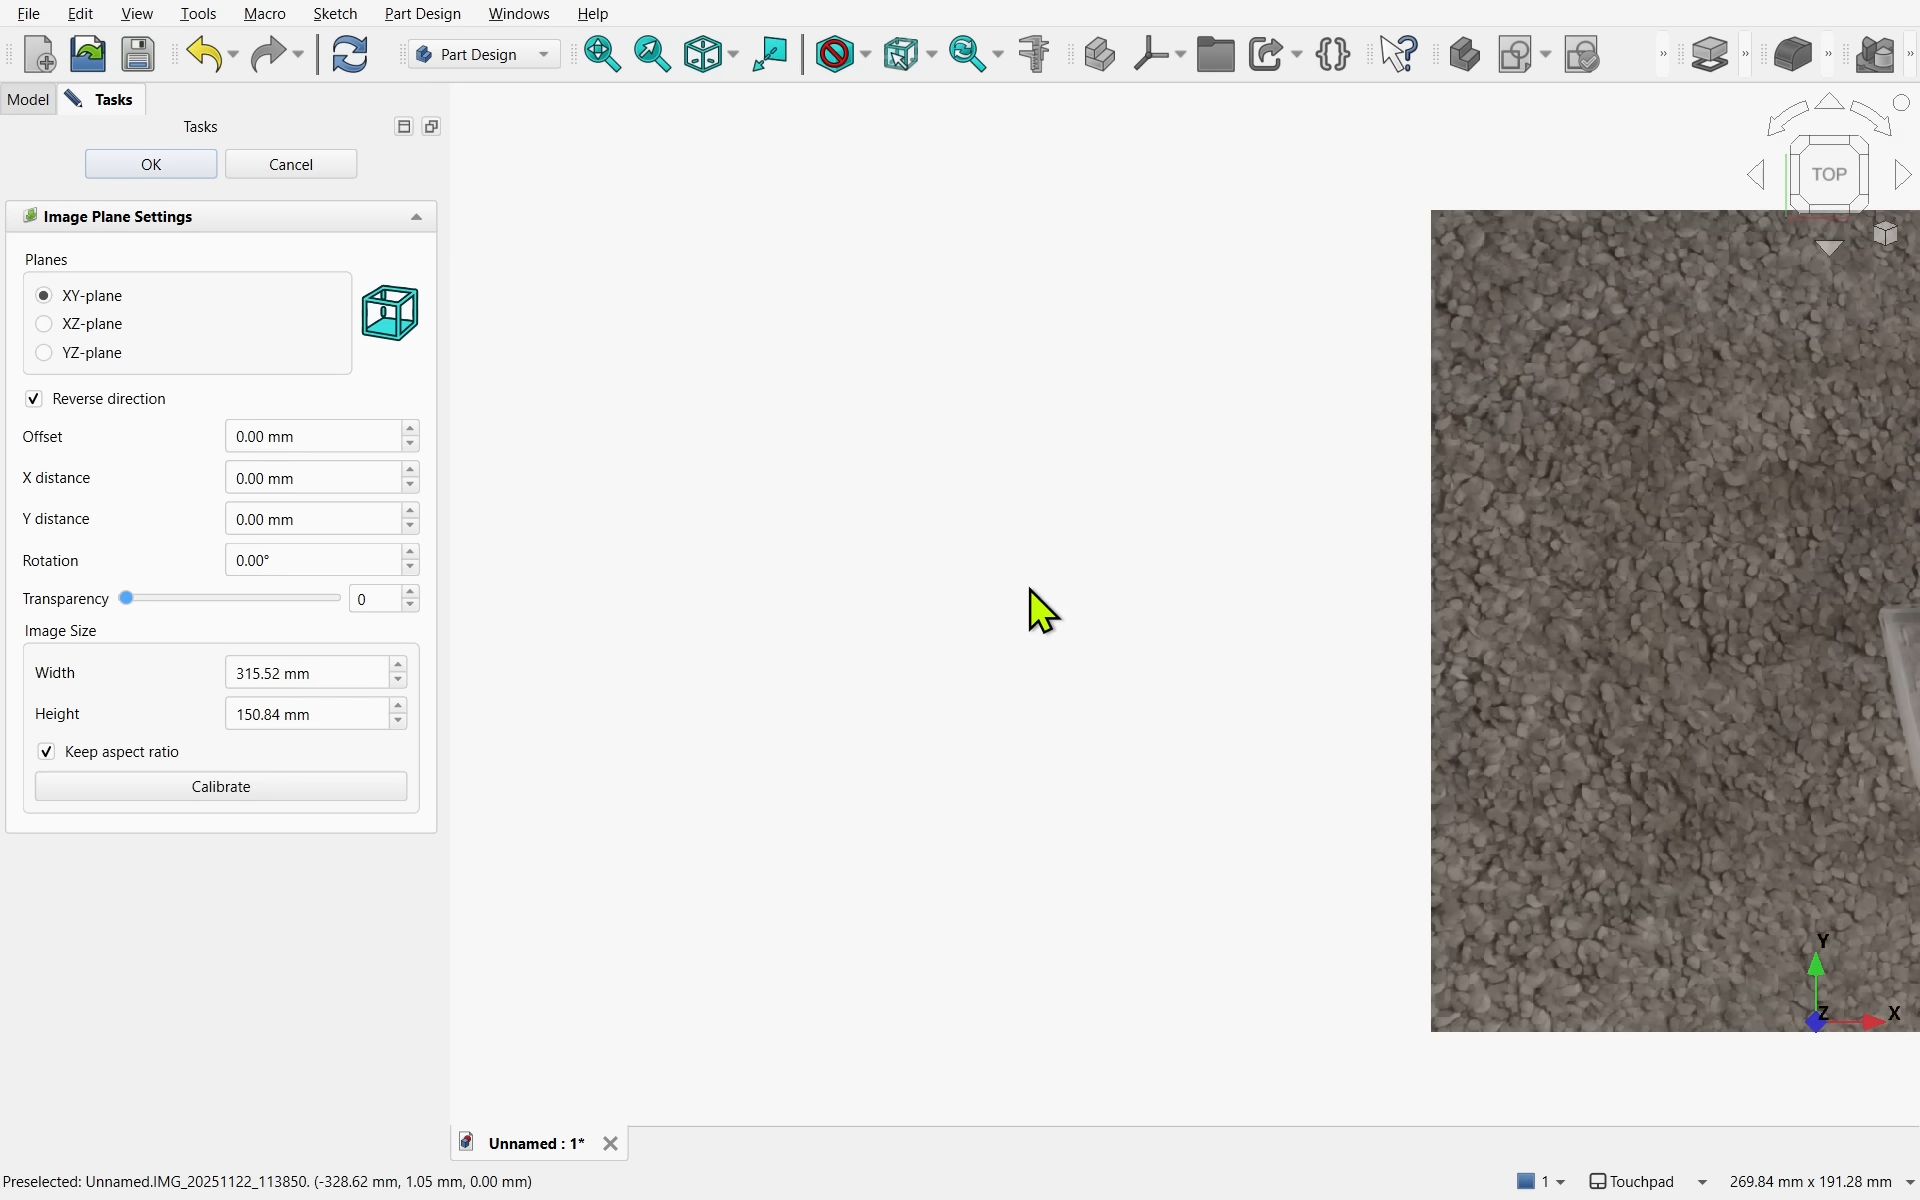 File Edit View Tools Macro Sketch Part Design Windows Help
Part Design
Model Tasks
Tasks
OK Cancel
Image Plane Settings
Planes
XY-plane
XZ-plane
YZ-plane
Reverse direction
Offset 0.00 mm
X distance 0.00 mm
Y distance 0.00 mm
Rotation 0.00°
Transparency 0
Image Size
Width 315.52 mm
Height 150.84 mm
Keep aspect ratio
Calibrate
TOP
Y
Z X
Unnamed : 1*
Preselected: Unnamed.IMG_20251122_113850. (-328.62 mm, 1.05 mm, 0.00 mm) 1 Touchpad 269.84 mm x 191.28 mm